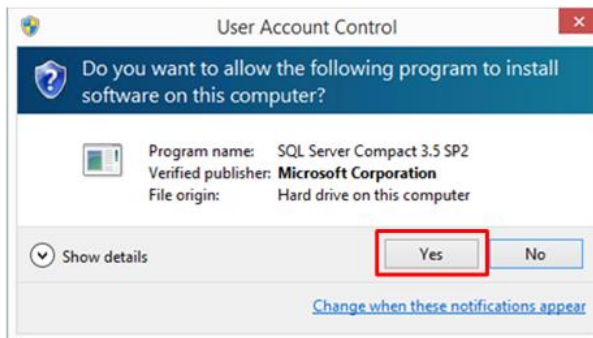 User Account Control
Do you want to allow the following program to install
software on this computer?
Program name: SQL Server Compact 3.5 SP2
Verified publisher: Microsoft Corporation
File origin: Hard drive on this computer
Show details
Yes
No
Change when these notifications appear